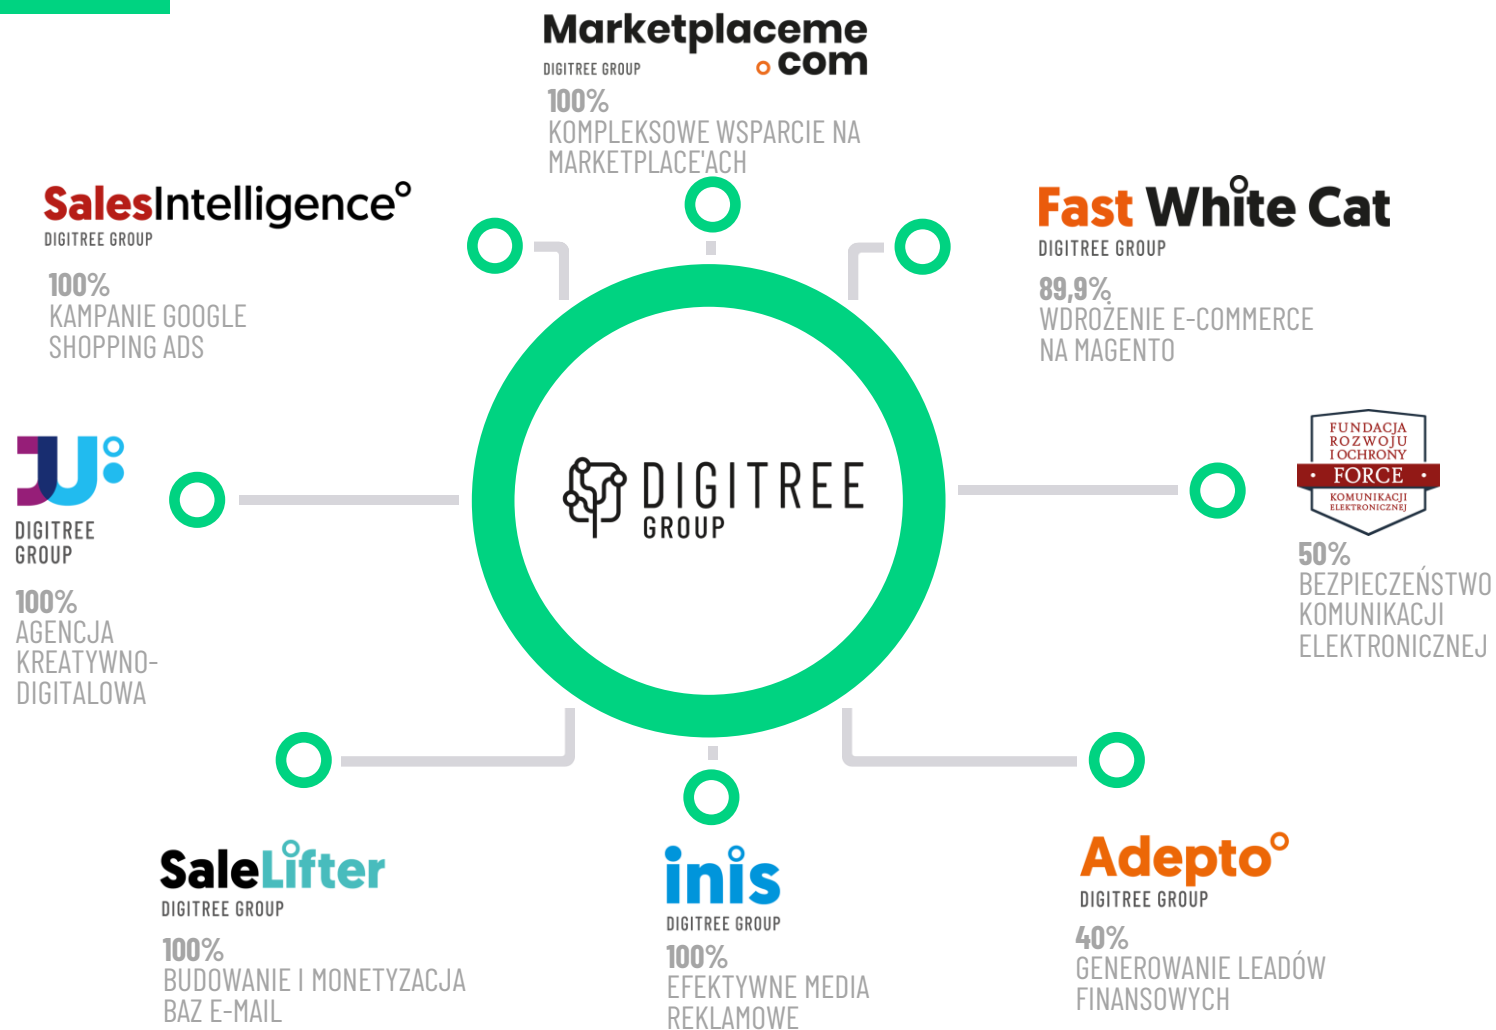 Marketplaceme
com
DIGITREE GROUP
100%
KOMPLEKSOWE WSPARCIE NA
MARKETPLACE'ACH
SalesIntelligence
DIGITREE GROUP
100%
KAMPANIE GOOGLE
SHOPPING ADS
Fast White Cat
DIGITREE GROUP
89,9%
WDROŻENIE E-COMMERCE
NA MAGENTO
JU:
DIGITREE
GROUP
100%
AGENCJA
KREATYWNO-
DIGITALOWA
DIGITREE
GROUP
FUNDACJA
ROZWOJU
I OCHRONY
FORCE
KOMUNIKACJI
ELEKTRONICZNEJ
50%
BEZPIECZEŃSTWO
KOMUNIKACJI
ELEKTRONICZNEJ
SaleLifter
DIGITREE GROUP
100%
BUDOWANIE I MONETYZACJA
BAZ E-MAIL
inis
DIGITREE GROUP
100%
EFEKTYWNE MEDIA
REKLAMOWE
Adepto
DIGITREE GROUP
40%
GENEROWANIE LEADÓW
FINANSOWYCH